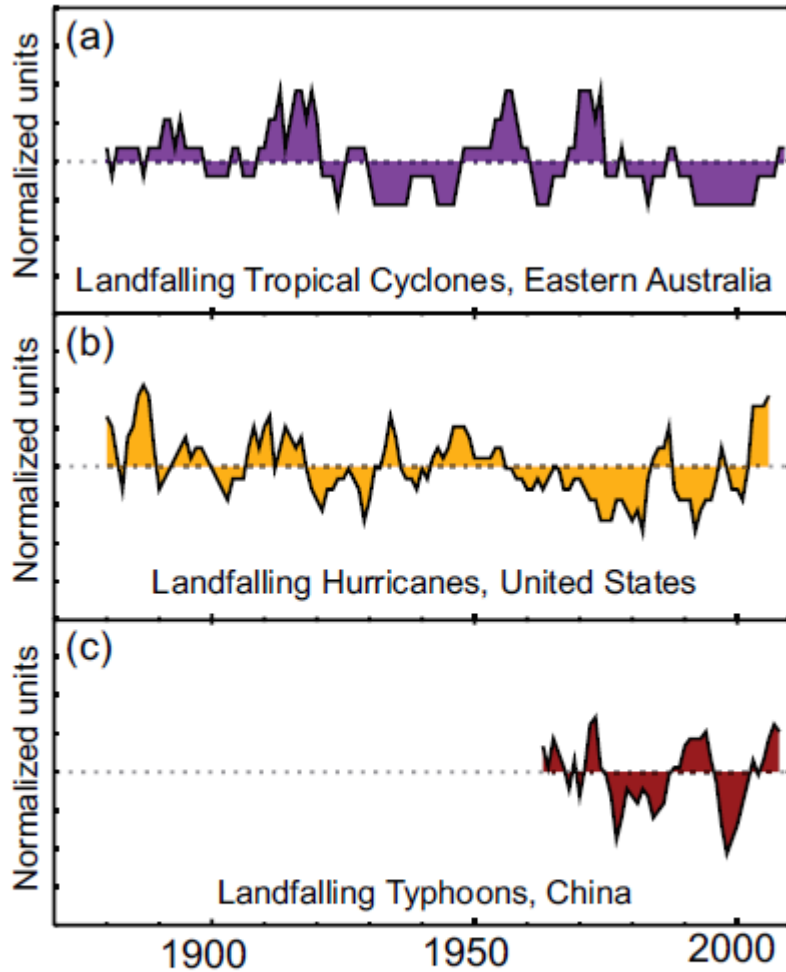 (a)
Normalized units
Landfalling Tropical Cyclones, Eastern Australia
(b)
Normalized units
Landfalling Hurricanes, United States
(c)
Normalized units
Landfalling Typhoons, China
1900 1950 2000